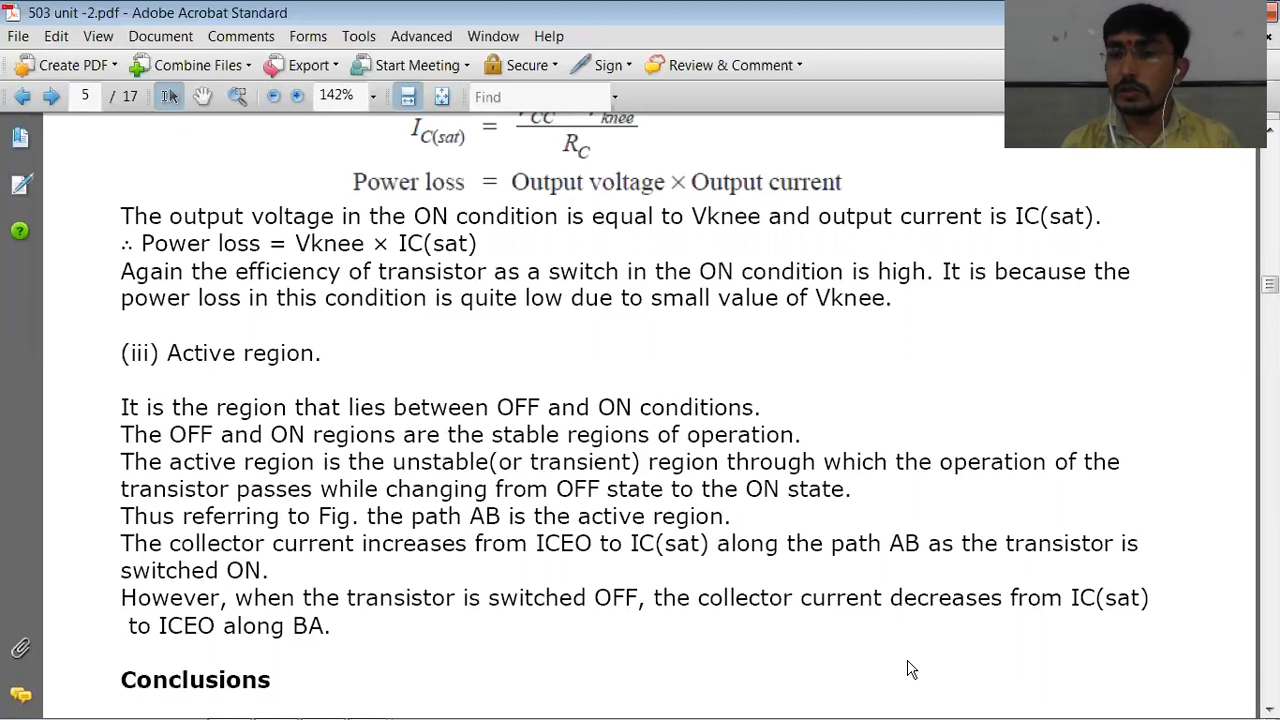 503 unit -2.pdf - Adobe Acrobat Standard
File Edit View Document Comments Forms Tools Advanced Window Help
Create PDF Combine Files Export Start Meeting Secure Sign Review & Comment
5 / 17 142% Find
IC(sat) = VCC − Vknee / RC
Power loss = Output voltage × Output current
The output voltage in the ON condition is equal to Vknee and output current is IC(sat).
∴ Power loss = Vknee × IC(sat)
Again the efficiency of transistor as a switch in the ON condition is high. It is because the
power loss in this condition is quite low due to small value of Vknee.
(iii) Active region.
It is the region that lies between OFF and ON conditions.
The OFF and ON regions are the stable regions of operation.
The active region is the unstable(or transient) region through which the operation of the
transistor passes while changing from OFF state to the ON state.
Thus referring to Fig. the path AB is the active region.
The collector current increases from ICEO to IC(sat) along the path AB as the transistor is
switched ON.
However, when the transistor is switched OFF, the collector current decreases from IC(sat)
to ICEO along BA.
Conclusions